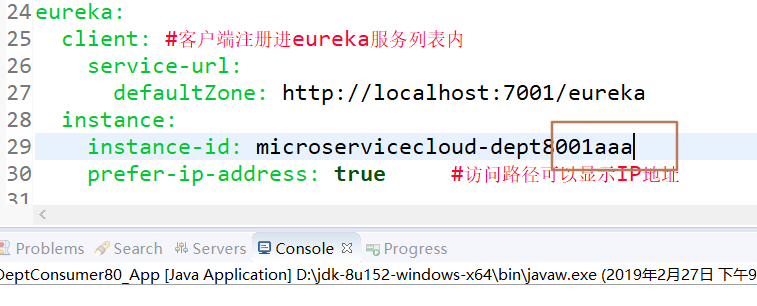 24 eureka:
25 client: #客户端注册进eureka服务列表内
26 service-url:
27 defaultZone: http://localhost:7001/eureka
28 instance:
29 instance-id: microservicecloud-dept8001aaa
30 prefer-ip-address: true #访问路径可以显示IP地址
31
Problems Search Servers Console Progress
DeptConsumer80_App [Java Application] D:\jdk-8u152-windows-x64\bin\javaw.exe (2019年2月27日 下午9